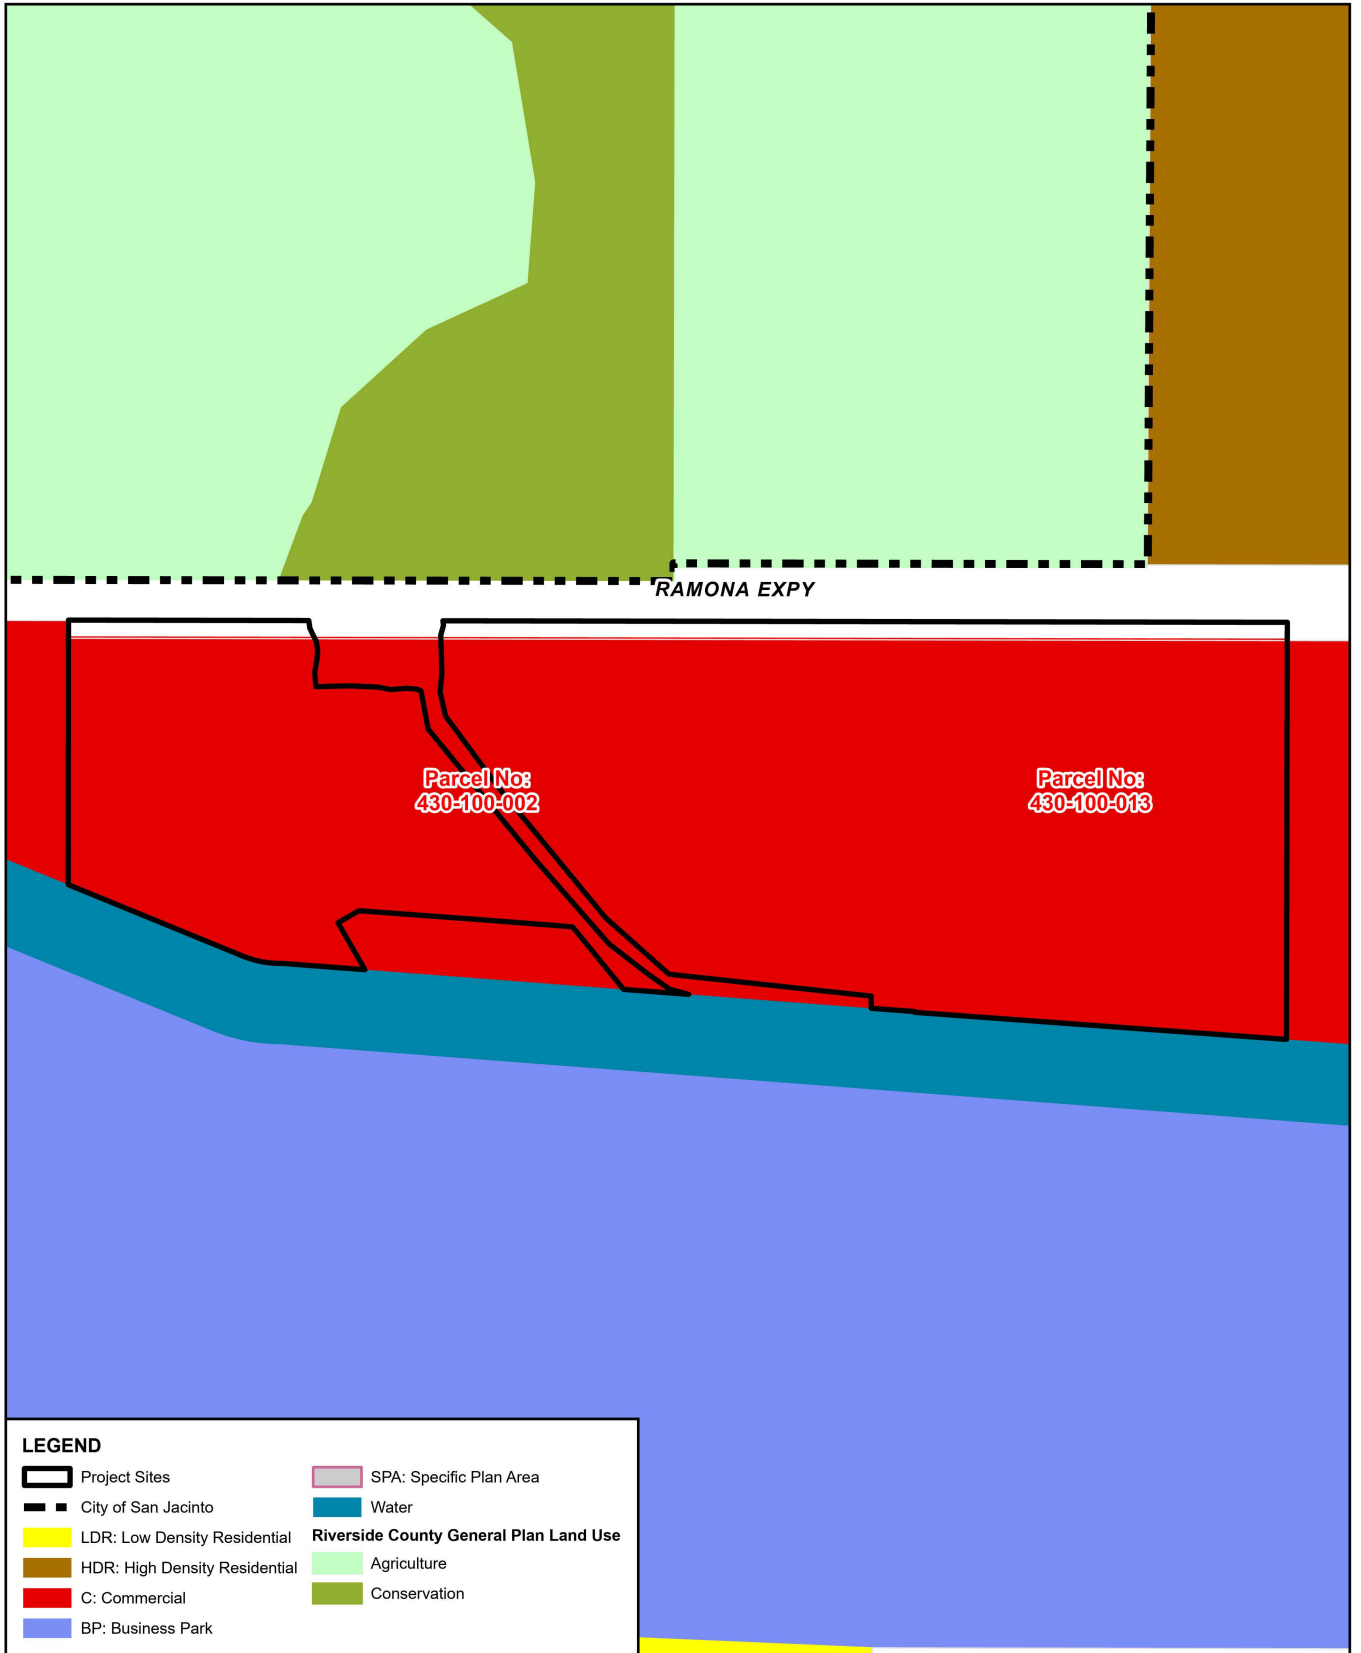 RAMONA EXPY
Parcel No:
430-100-002
Parcel No:
430-100-013
LEGEND
Project Sites
City of San Jacinto
LDR: Low Density Residential
HDR: High Density Residential
C: Commercial
BP: Business Park
SPA: Specific Plan Area
Water
Riverside County General Plan Land Use
Agriculture
Conservation